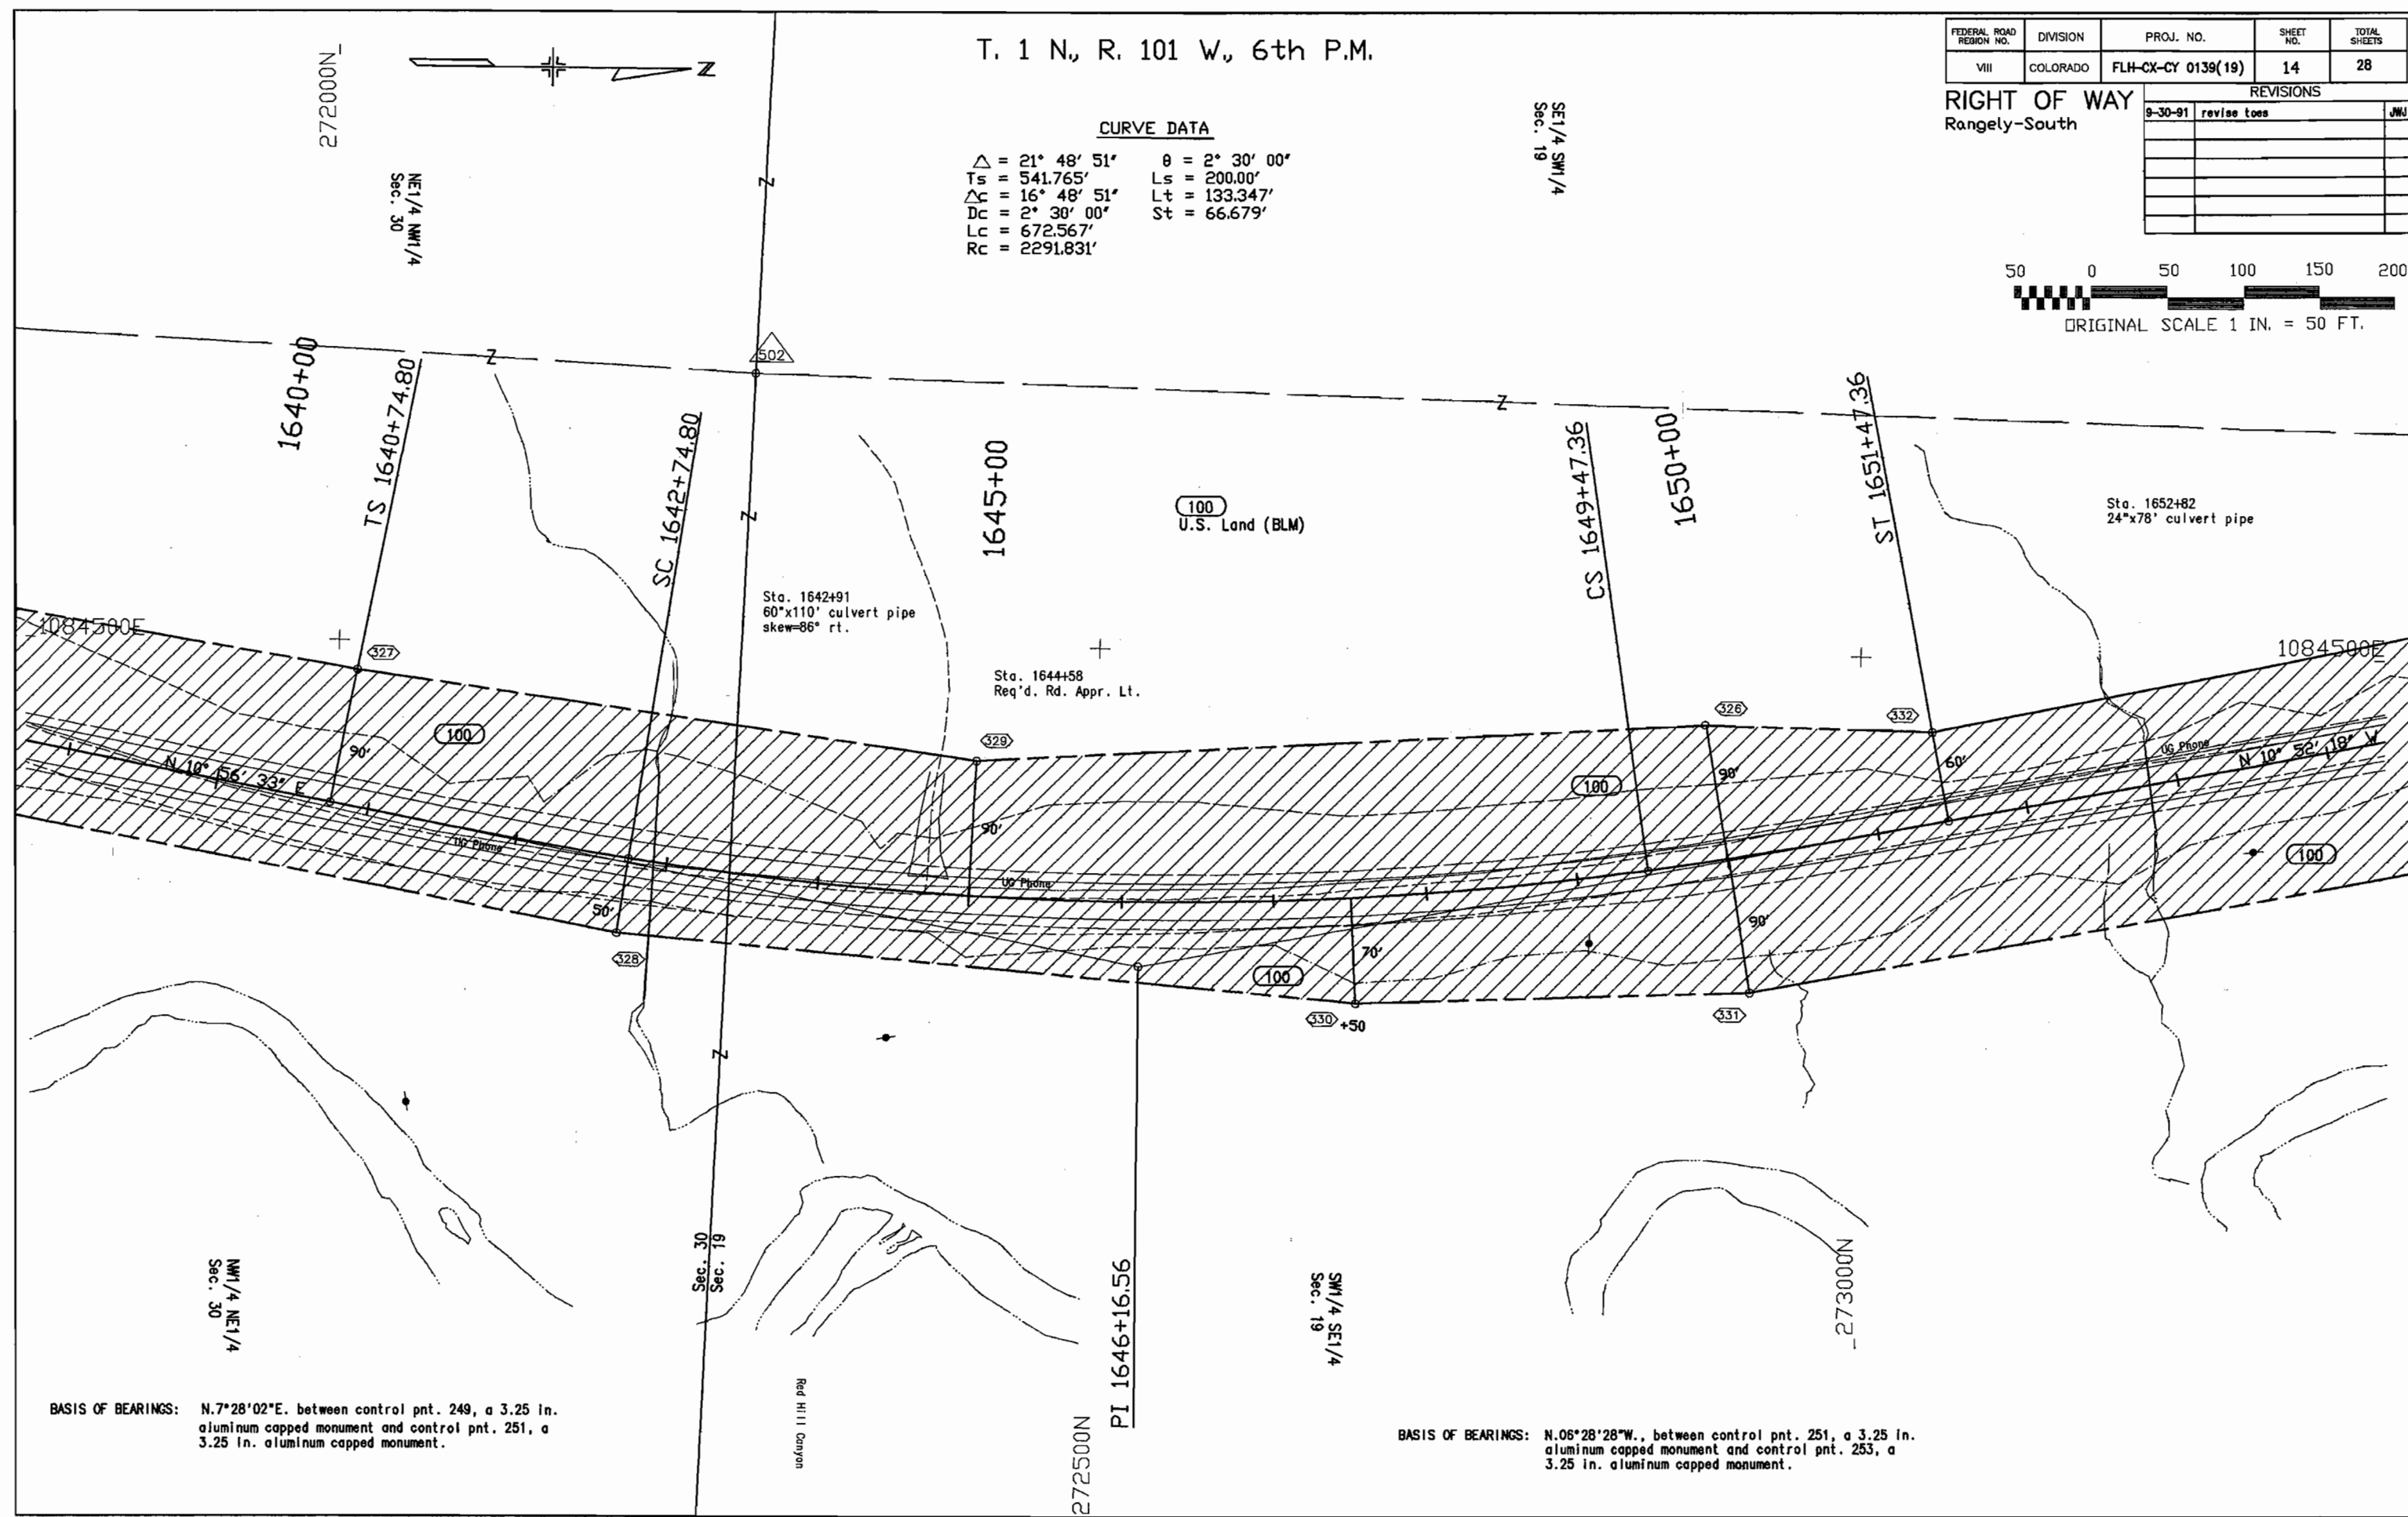 T. 1 N., R. 101 W., 6th P.M.
FEDERAL ROAD REGION NO.
DIVISION
PROJ. NO.
SHEET NO.
TOTAL SHEETS
VIII
COLORADO
FLH-CX-CY 0139(19)
14
28
RIGHT OF WAY
Rangely-South
REVISIONS
9-30-91 revise toes JWJ
50 0 50 100 150 200
ORIGINAL SCALE 1 IN. = 50 FT.
CURVE DATA
△ = 21° 48' 51" θ = 2° 30' 00"
Ts = 541.765' Ls = 200.00'
△c = 16° 48' 51" Lt = 133.347'
Dc = 2° 30' 00" St = 66.679'
Lc = 672.567'
Rc = 2291.831'
272000N
Z
NE1/4 NW1/4
Sec. 30
SE1/4 SW1/4
Sec. 19
Z
Z
502
Z
Z
1640+00
TS 1640+74.80
SC 1642+74.80
1645+00
CS 1649+47.36
1650+00
ST 1651+47.36
100
U.S. Land (BLM)
Sta. 1652+82
24"x78' culvert pipe
Sta. 1642+91
60"x110' culvert pipe
skew=86° rt.
Sta. 1644+58
Req'd. Rd. Appr. Lt.
1084500E
1084500E
327
329
326
332
100
100
100
100
90'
90'
90'
60'
N 10° 56' 33" E
N 10° 52' 18" W
UG Phone
UG Phone
UG Phone
50'
70'
90'
328
330 +50
331
Z
Sec. 30
Sec. 19
NW1/4 NE1/4
Sec. 30
SW1/4 SE1/4
Sec. 19
PI 1646+16.56
273000N
272500N
Red Hill Canyon
BASIS OF BEARINGS: N.7°28'02"E. between control pnt. 249, a 3.25 in.
aluminum capped monument and control pnt. 251, a
3.25 in. aluminum capped monument.
BASIS OF BEARINGS: N.06°28'28"W., between control pnt. 251, a 3.25 in.
aluminum capped monument and control pnt. 253, a
3.25 in. aluminum capped monument.